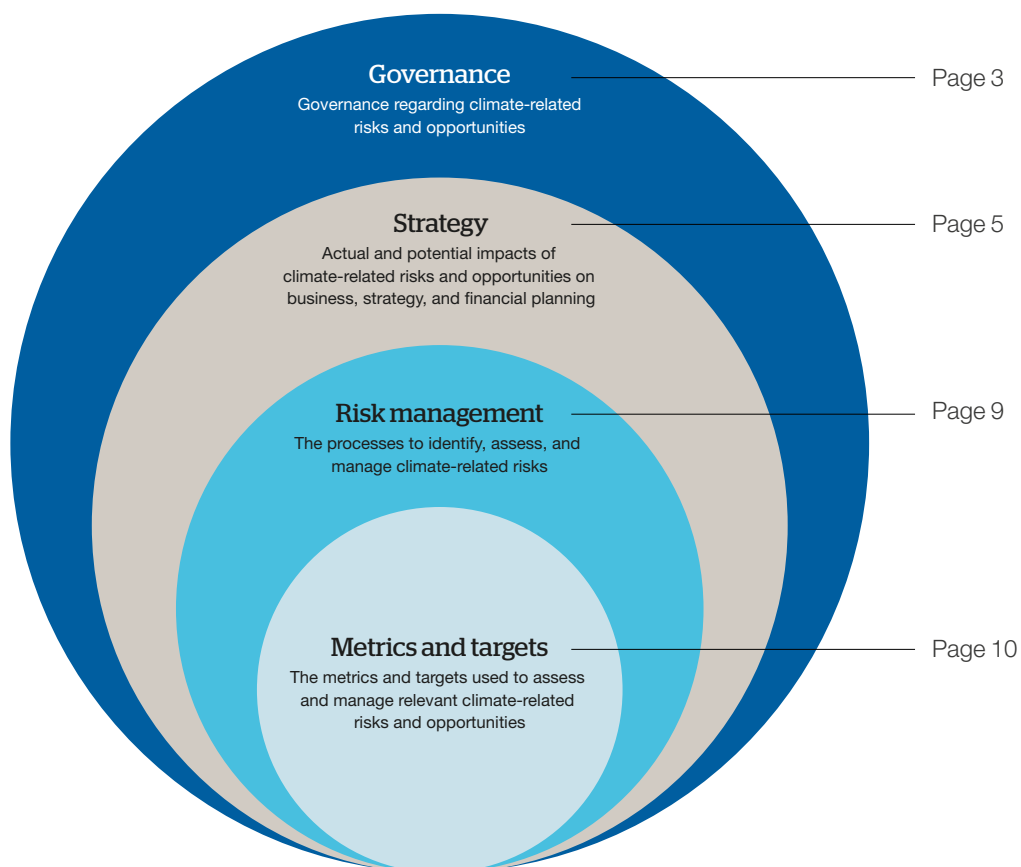 Governance
Page 3
Governance regarding climate-related
risks and opportunities
Strategy
Page 5
Actual and potential impacts of
climate-related risks and opportunities on
business, strategy, and financial planning
Risk management
Page 9
The processes to identify, assess, and
manage climate-related risks
Metrics and targets
Page 10
The metrics and targets used to assess
and manage relevant climate-related
risks and opportunities